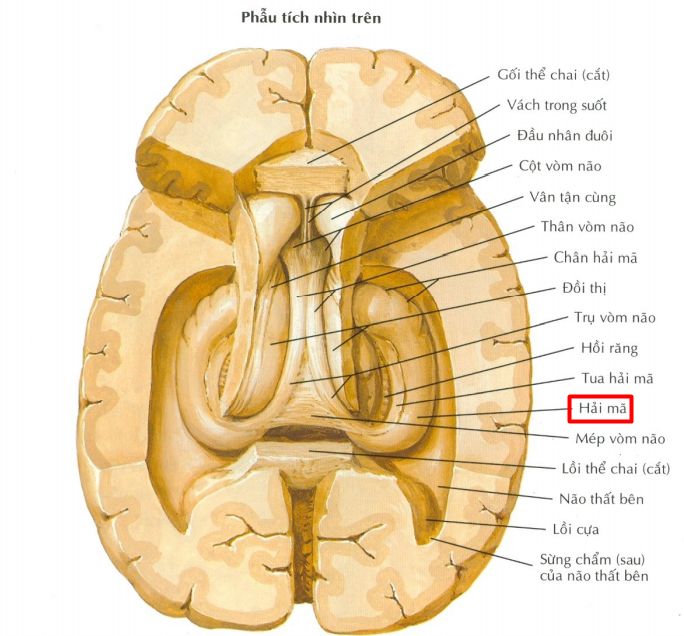 Phẫu tích nhìn trên
Gối thể chai (cắt)
Vách trong suốt
Đầu nhân đuôi
Cột vòm não
Vân tận cùng
Thân vòm não
Chân hải mã
Đồi thị
Trụ vòm não
Hồi răng
Tua hải mã
Hải mã
Mép vòm não
Lồi thể chai (cắt)
Não thất bên
Lồi cựa
Sừng chẩm (sau)
của não thất bên